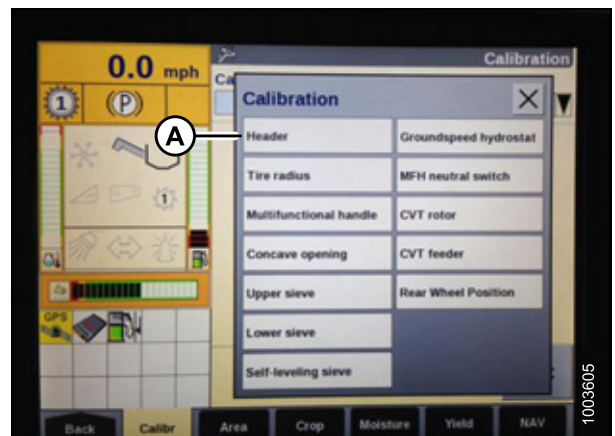 0.0 mph
Calibration
Ca
1
(P)
Calibration
A
Header
Groundspeed hydrostat
Tire radius
MFH neutral switch
Multifunctional handle
CVT rotor
1
Concave opening
CVT feeder
Upper sieve
Rear Wheel Position
GPS
Lower sieve
Self-leveling sieve
Back
Calibr
Area
Crop
Moisture
Yield
NAV
1003605